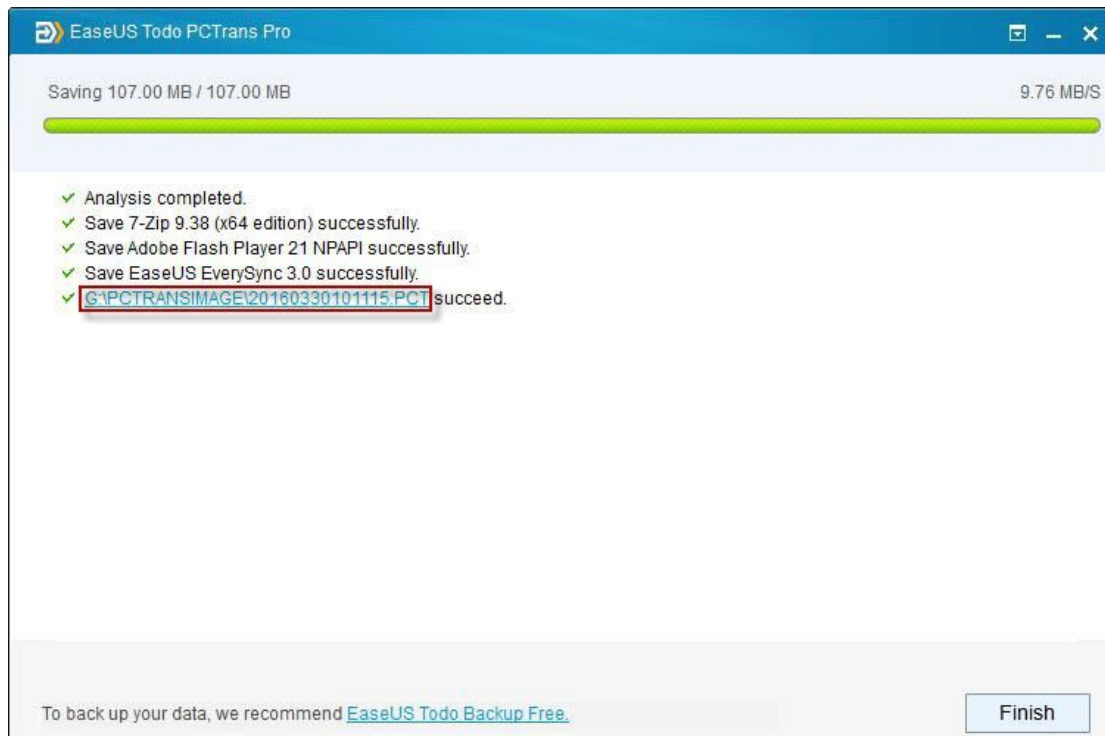 EaseUS Todo PCTrans Pro
Saving 107.00 MB / 107.00 MB 9.76 MB/S
Analysis completed.
Save 7-Zip 9.38 (x64 edition) successfully.
Save Adobe Flash Player 21 NPAPI successfully.
Save EaseUS EverySync 3.0 successfully.
G:\PCTRANSIMAGE\20160330101115.PCT succeed.
To back up your data, we recommend EaseUS Todo Backup Free. Finish